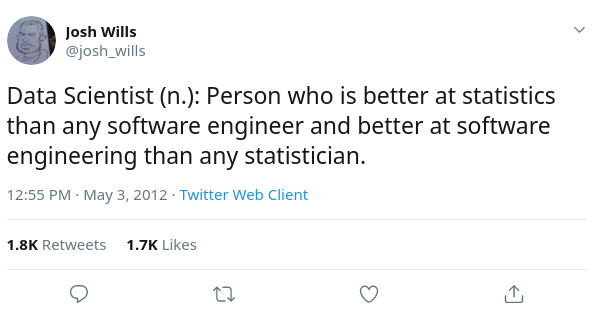 Josh Wills
@josh_wills
Data Scientist (n.): Person who is better at statistics
than any software engineer and better at software
engineering than any statistician.
12:55 PM · May 3, 2012 · Twitter Web Client
1.8K Retweets 1.7K Likes